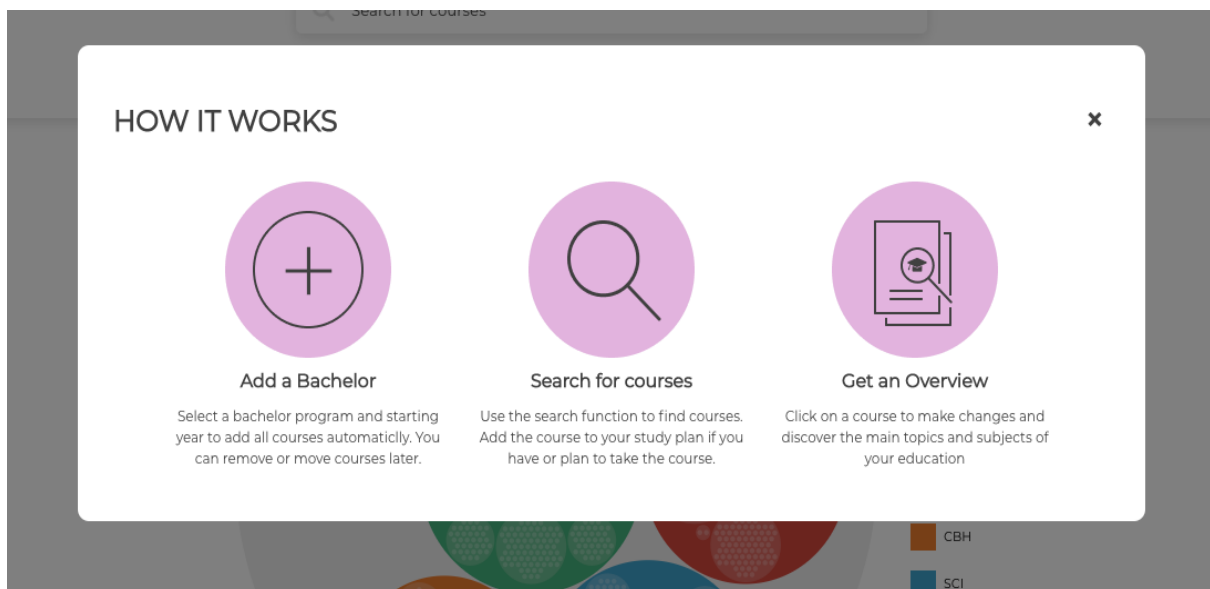 Search for courses
HOW IT WORKS
×
Add a Bachelor
Select a bachelor program and starting
year to add all courses automaticlly. You
can remove or move courses later.
Search for courses
Use the search function to find courses.
Add the course to your study plan if you
have or plan to take the course.
Get an Overview
Click on a course to make changes and
discover the main topics and subjects of
your education
CBH
SCI